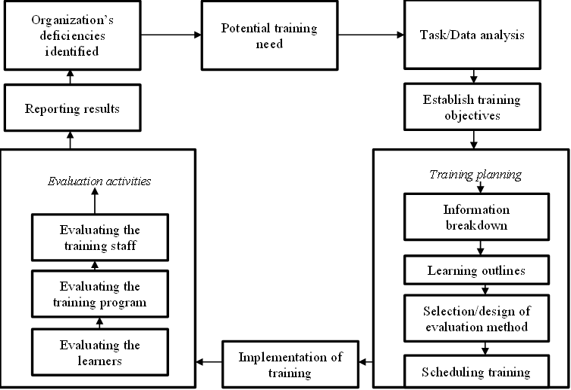 Organization's
deficiencies
identified
Potential training
need
Task/Data analysis
Establish training
objectives
Training planning
Information
breakdown
Learning outlines
Selection/design of
evaluation method
Scheduling training
Implementation of
training
Evaluating the
learners
Evaluating the
training program
Evaluating the
training staff
Evaluation activities
Reporting results